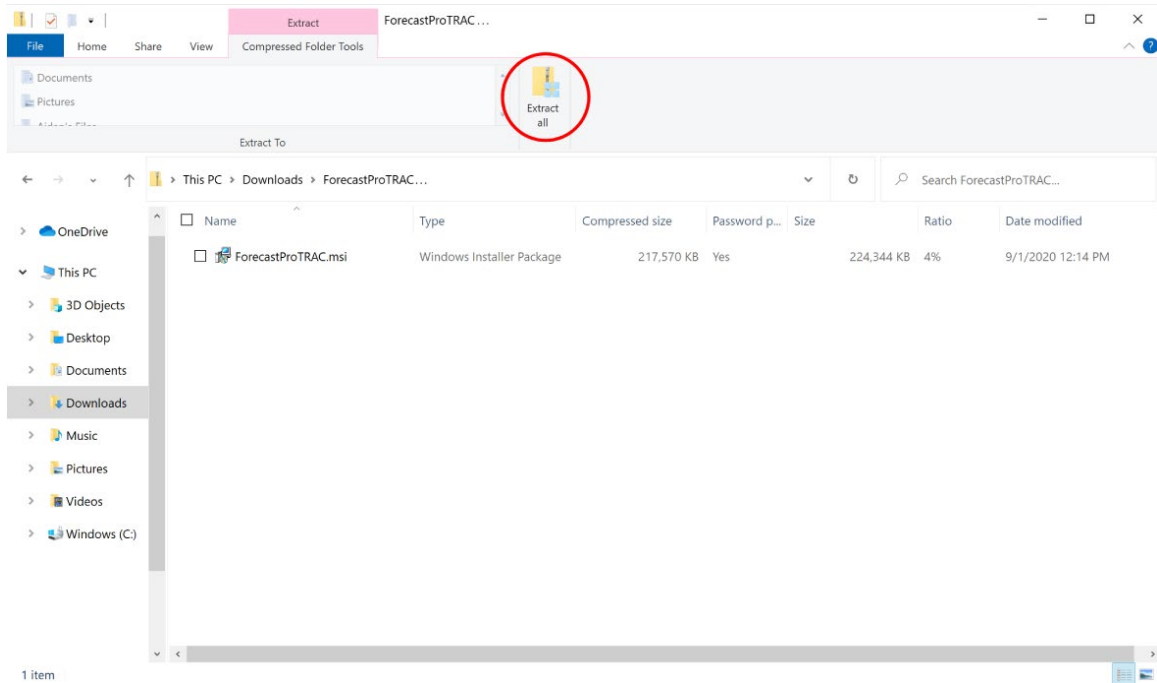 Extract
ForecastProTRAC ...
File Home Share View Compressed Folder Tools
?
Documents
Pictures
Extract all
Extract To
This PC > Downloads > ForecastProTRAC...
Search ForecastProTRAC...
Name Type Compressed size Password p... Size Ratio Date modified
OneDrive
ForecastProTRAC.msi Windows Installer Package 217,570 KB Yes 224,344 KB 4% 9/1/2020 12:14 PM
This PC
3D Objects
Desktop
Documents
Downloads
Music
Pictures
Videos
Windows (C:)
1 item